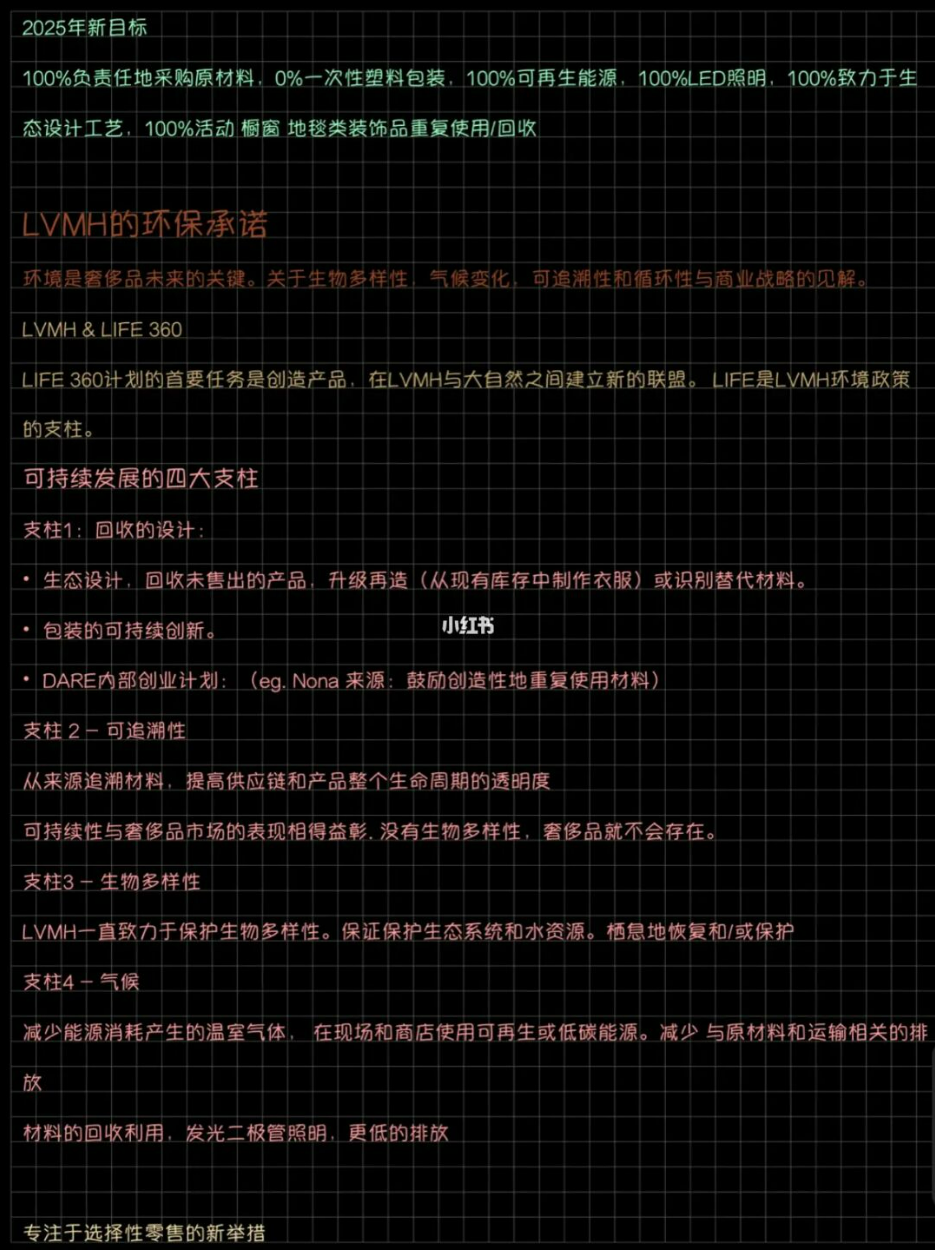 2025年新目标
100%负责任地采购原材料，0%一次性塑料包装，100%可再生能源，100%LED照明，100%致力于生
态设计工艺，100%活动 橱窗 地毯类装饰品重复使用/回收
LVMH的环保承诺
环境是奢侈品未来的关键。关于生物多样性，气候变化，可追溯性和循环性与商业战略的见解。
LVMH & LIFE 360
LIFE 360计划的首要任务是创造产品，在LVMH与大自然之间建立新的联盟。 LIFE是LVMH环境政策
的支柱。
可持续发展的四大支柱
支柱1：回收的设计：
• 生态设计，回收未售出的产品，升级再造（从现有库存中制作衣服）或识别替代材料。
• 包装的可持续创新。
小红书
• DARE内部创业计划：（eg. Nona 来源：鼓励创造性地重复使用材料）
支柱 2 – 可追溯性
从来源追溯材料，提高供应链和产品整个生命周期的透明度
可持续性与奢侈品市场的表现相得益彰. 没有生物多样性，奢侈品就不会存在。
支柱3 – 生物多样性
LVMH一直致力于保护生物多样性。保证保护生态系统和水资源。栖息地恢复和/或保护
支柱4 – 气候
减少能源消耗产生的温室气体， 在现场和商店使用可再生或低碳能源。减少 与原材料和运输相关的排
放
材料的回收利用，发光二极管照明，更低的排放
专注于选择性零售的新举措